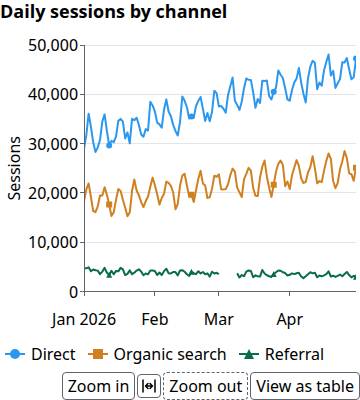 Daily sessions by channel
50,000
40,000
30,000
20,000
10,000
0
Sessions
Jan 2026 Feb Mar Apr
Direct Organic search Referral
Zoom in Zoom out View as table